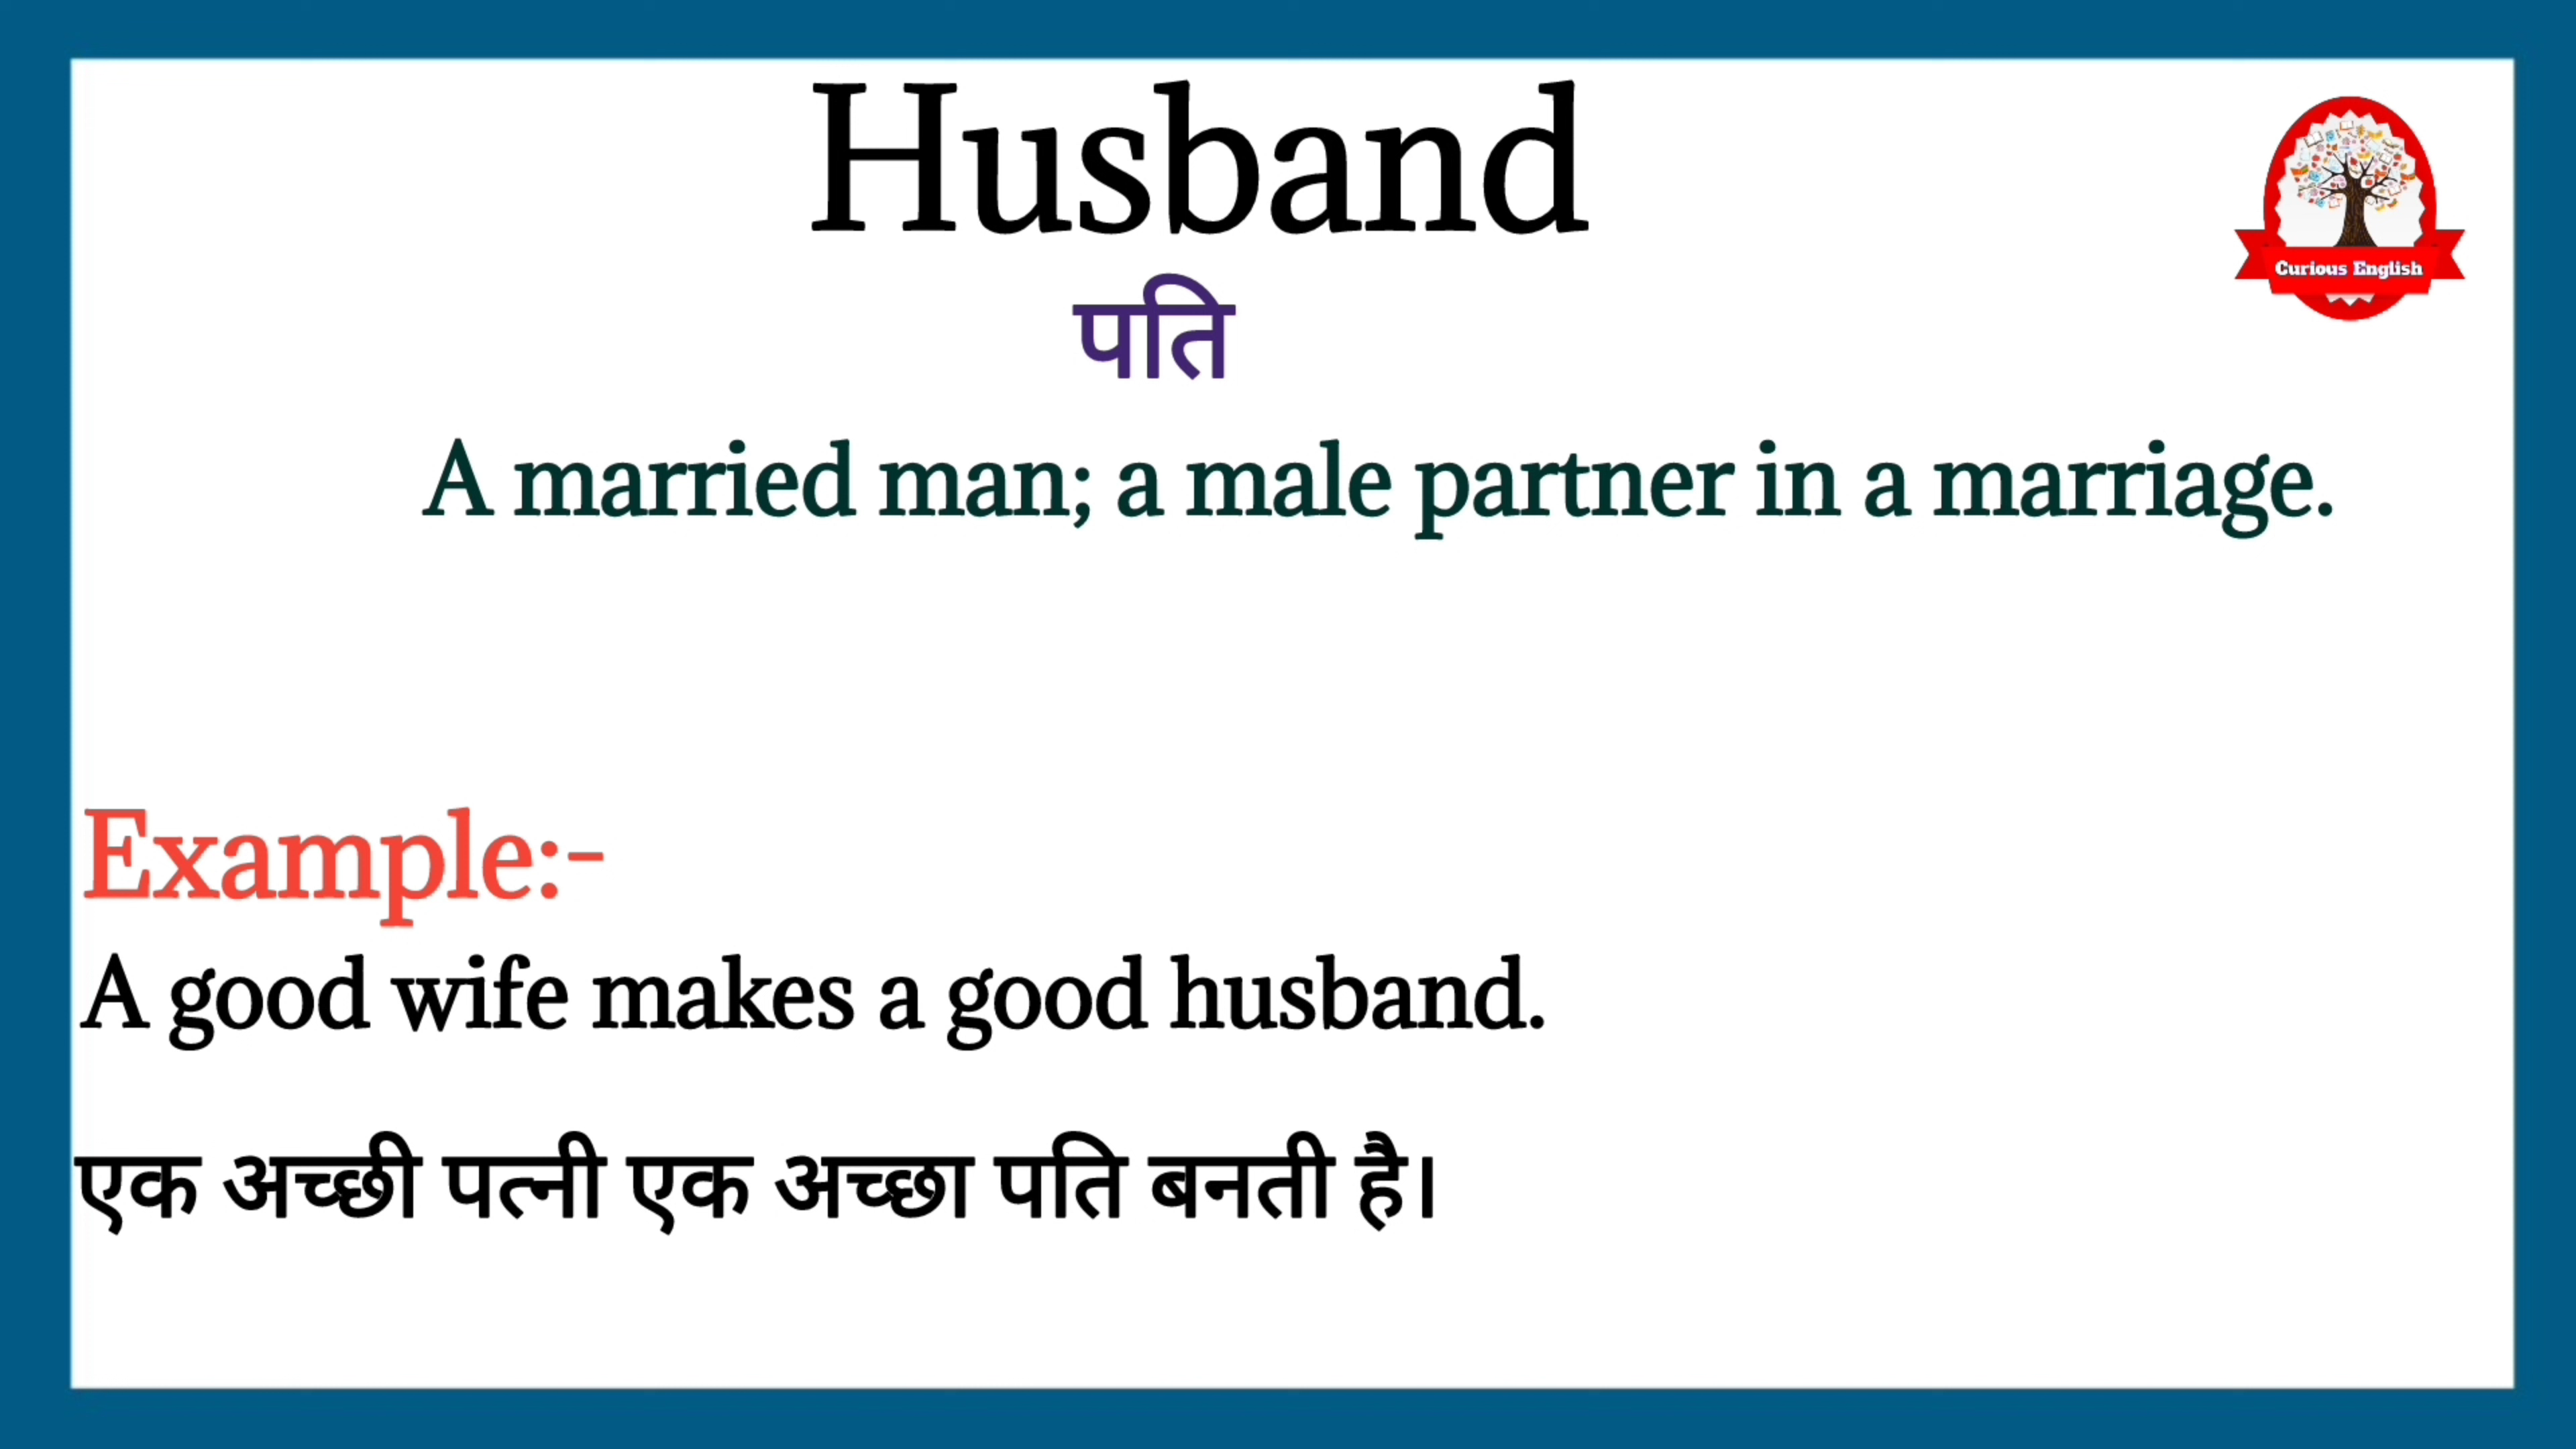 Husband
Curious English
पति
A married man; a male partner in a marriage.
Example:-
A good wife makes a good husband.
एक अच्छी पत्नी एक अच्छा पति बनती है।